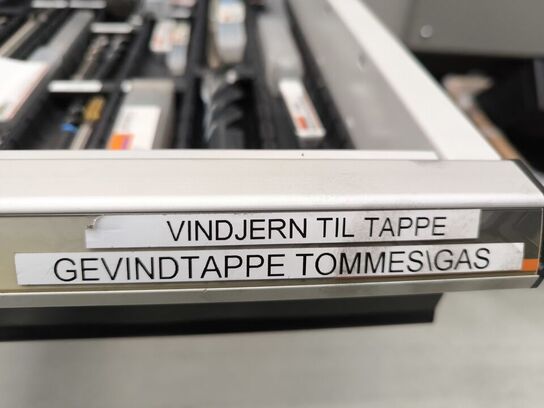 VINDJERN TIL TAPPE
GEVINDTAPPE TOMMES\GAS